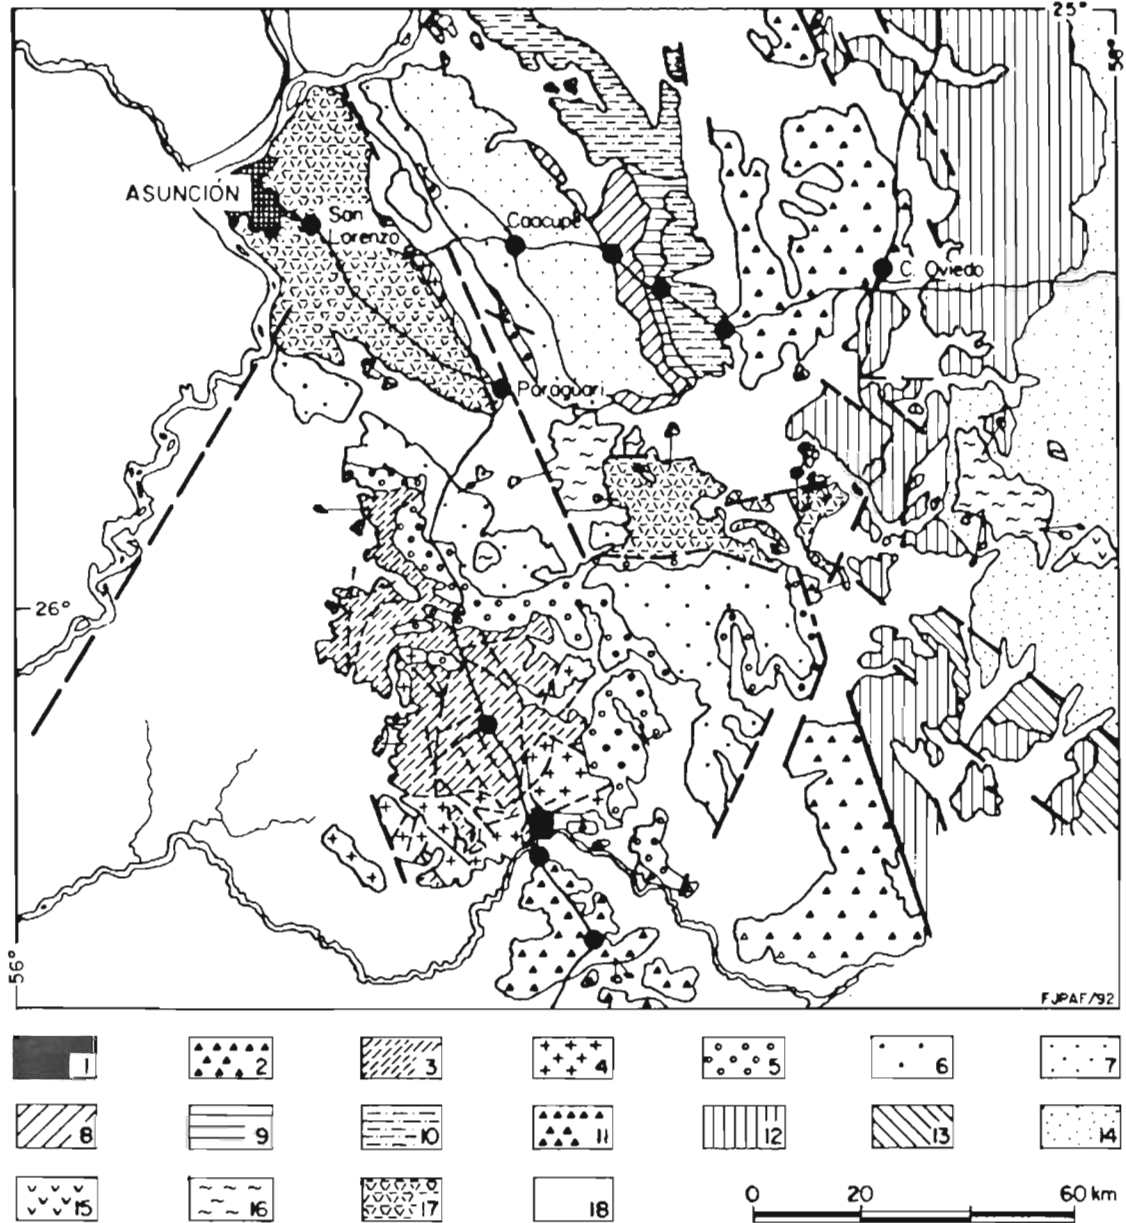 25°
56°
ASUNCIÓN
San
Lorenzo
Caacupé
C. Oviedo
Paraguari
26°
56°
FJPAF/92
1 2 3 4 5 6 7
8 9 10 11 12 13 14
15 16 17 18
0 20 60 km